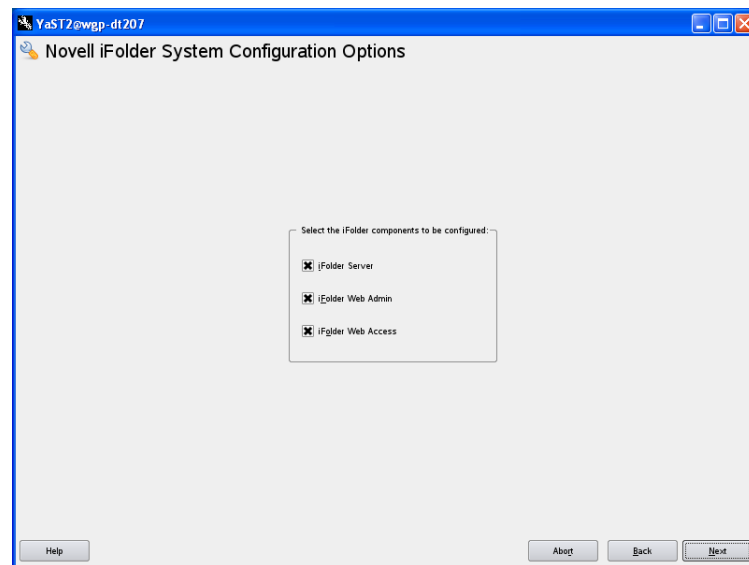 YaST2@wgp-dt207
Novell iFolder System Configuration Options
Select the iFolder components to be configured:
iFolder Server
iFolder Web Admin
iFolder Web Access
Help
Abort
Back
Next